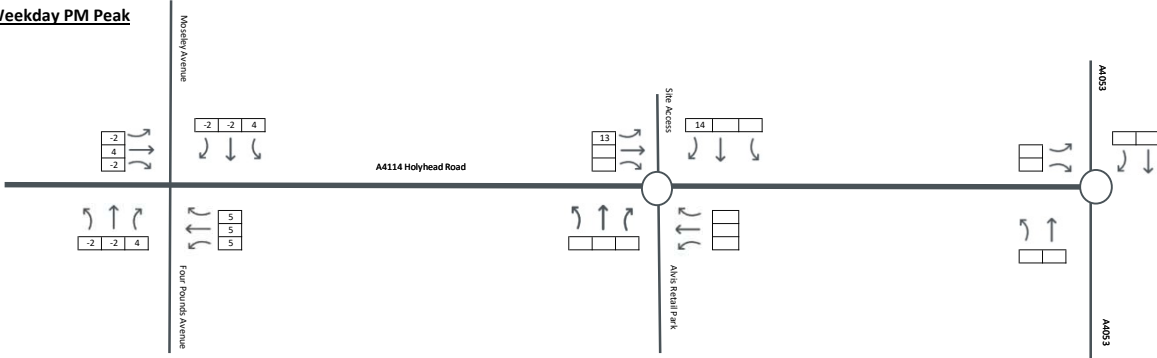 Weekday PM Peak
Moseley Avenue
-2 -2 4
-2
4
-2
A4114 Holyhead Road
-2 -2 4
5
5
5
Four Pounds Avenue
Site Access
13
14
Alvis Retail Park
A4053
A4053